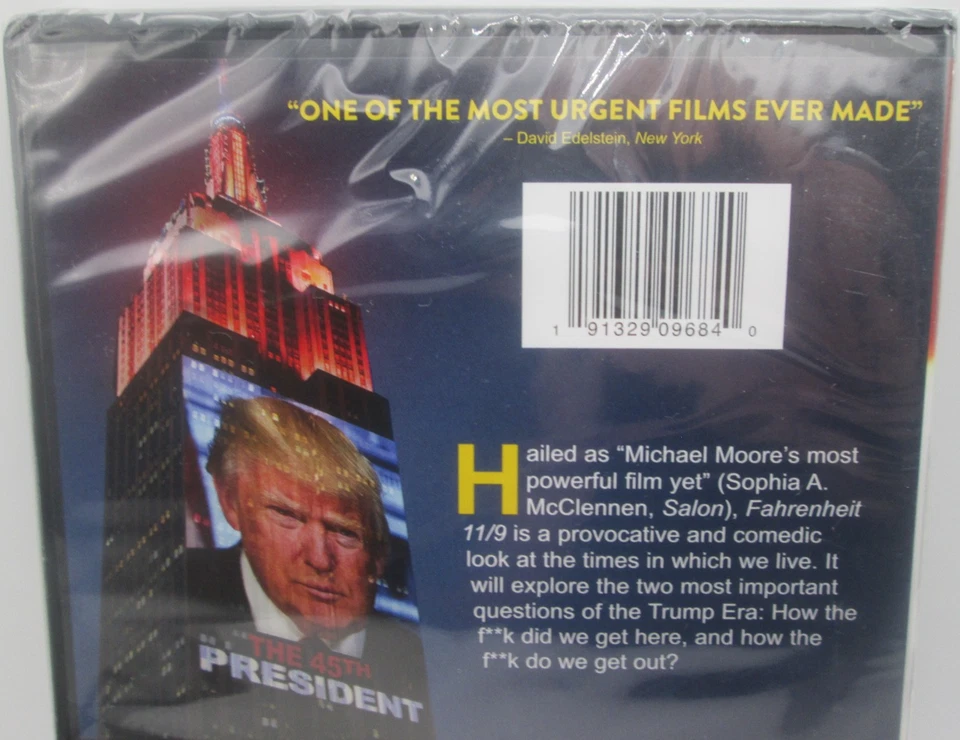 “ONE OF THE MOST URGENT FILMS EVER MADE”
– David Edelstein, New York
1 91329 09684 0
Hailed as “Michael Moore’s most
powerful film yet” (Sophia A.
McClennen, Salon), Fahrenheit
11/9 is a provocative and comedic
look at the times in which we live. It
will explore the two most important
questions of the Trump Era: How the
f**k did we get here, and how the
f**k do we get out?
THE 45TH
PRESIDENT